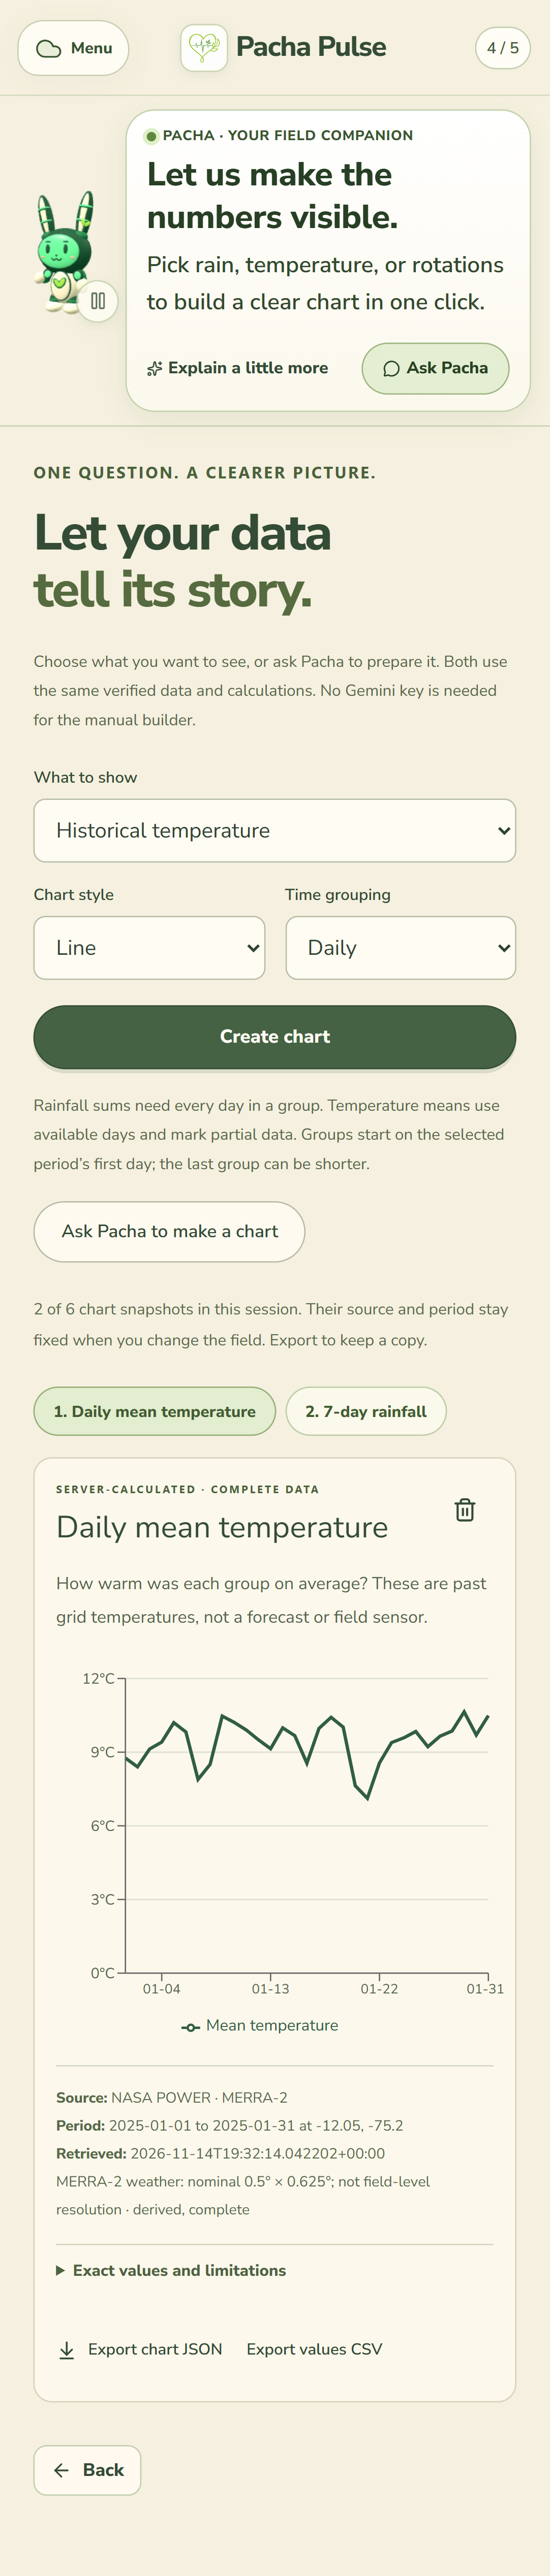 Menu
Pacha Pulse
4 / 5
PACHA · YOUR FIELD COMPANION
Let us make the
numbers visible.
Pick rain, temperature, or rotations
to build a clear chart in one click.
Explain a little more
Ask Pacha
ONE QUESTION. A CLEARER PICTURE.
Let your data
tell its story.
Choose what you want to see, or ask Pacha to prepare it. Both use
the same verified data and calculations. No Gemini key is needed
for the manual builder.
What to show
Historical temperature
Chart style
Time grouping
Line
Daily
Create chart
Rainfall sums need every day in a group. Temperature means use
available days and mark partial data. Groups start on the selected
period's first day; the last group can be shorter.
Ask Pacha to make a chart
2 of 6 chart snapshots in this session. Their source and period stay
fixed when you change the field. Export to keep a copy.
1. Daily mean temperature
2. 7-day rainfall
SERVER-CALCULATED · COMPLETE DATA
Daily mean temperature
How warm was each group on average? These are past
grid temperatures, not a forecast or field sensor.
12°C
9°C
6°C
3°C
0°C
01-04
01-13
01-22
01-31
Mean temperature
Source: NASA POWER · MERRA-2
Period: 2025-01-01 to 2025-01-31 at -12.05, -75.2
Retrieved: 2026-11-14T19:32:14.042202+00:00
MERRA-2 weather: nominal 0.5° × 0.625°; not field-level
resolution · derived, complete
Exact values and limitations
Export chart JSON
Export values CSV
Back